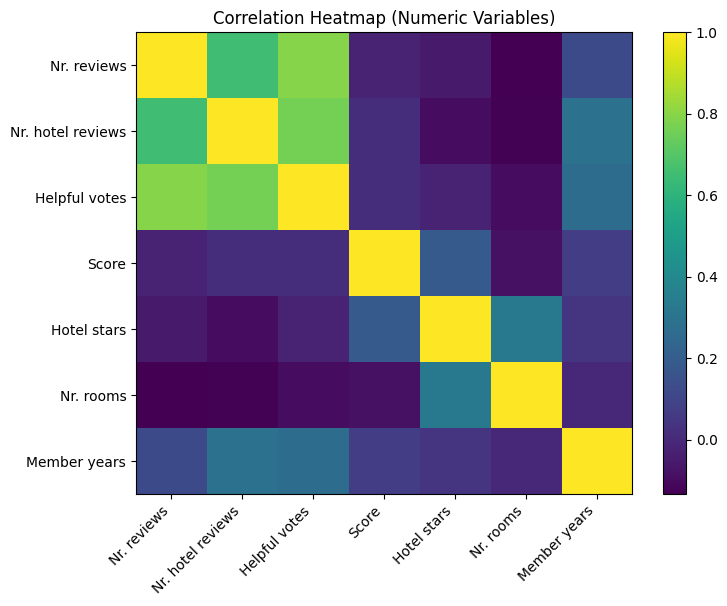 Correlation Heatmap (Numeric Variables)
Nr. reviews
Nr. hotel reviews
Helpful votes
Score
Hotel stars
Nr. rooms
Member years
Nr. reviews
Nr. hotel reviews
Helpful votes
Score
Hotel stars
Nr. rooms
Member years
1.0
0.8
0.6
0.4
0.2
0.0